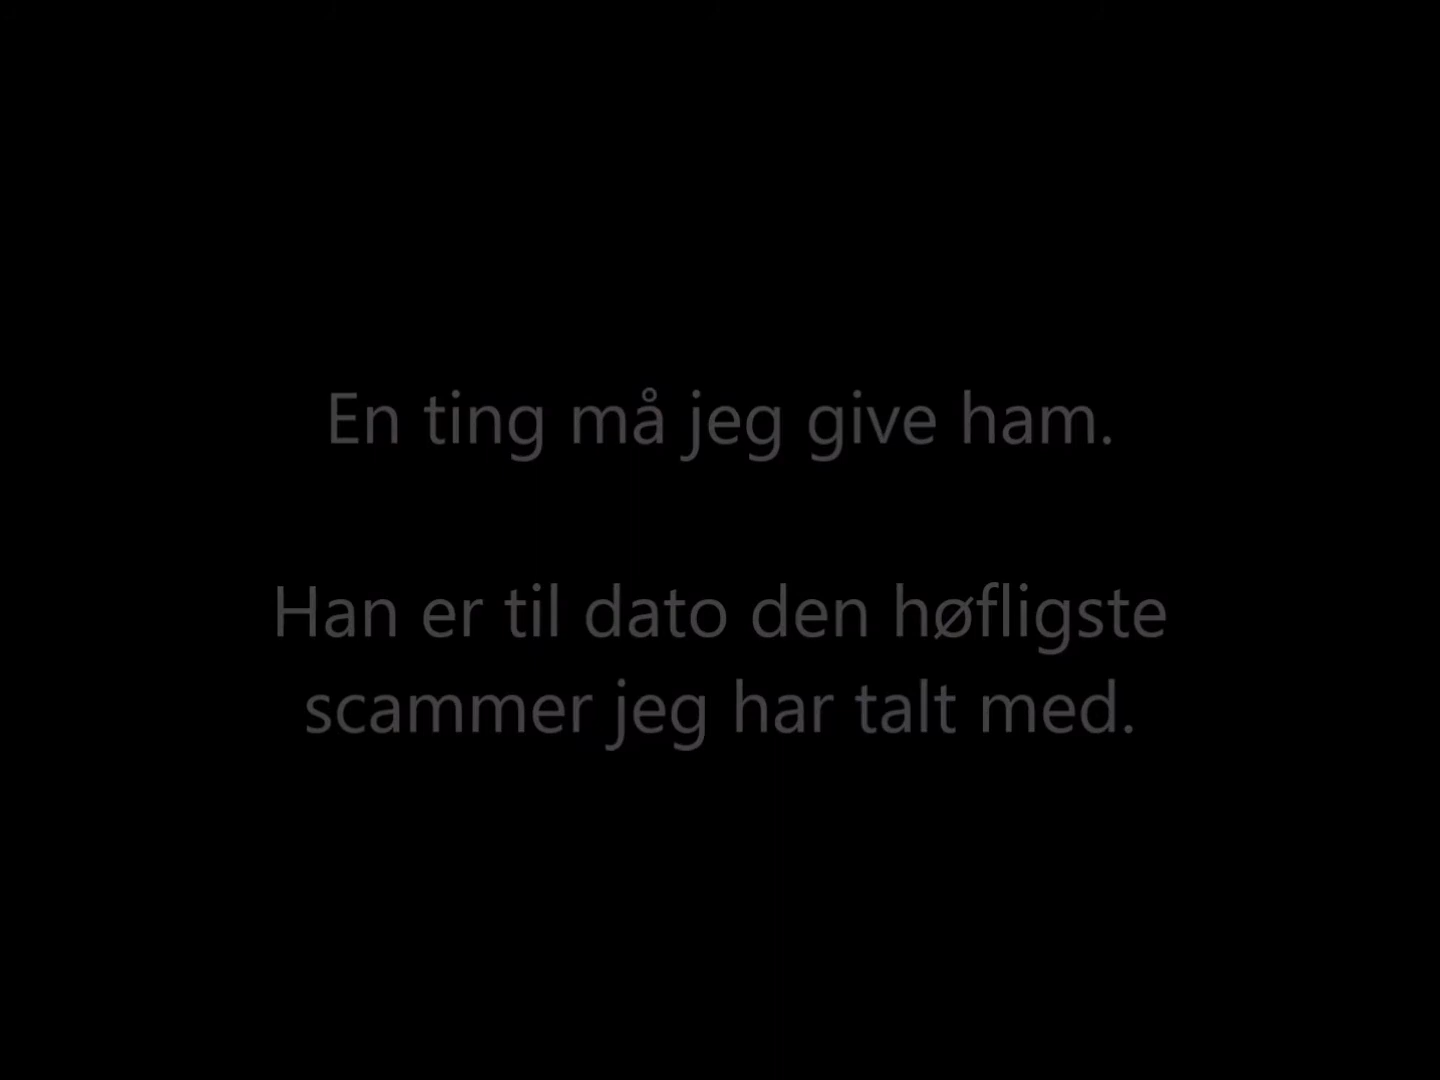 En ting må jeg give ham.
Han er til dato den høfligste
scammer jeg har talt med.